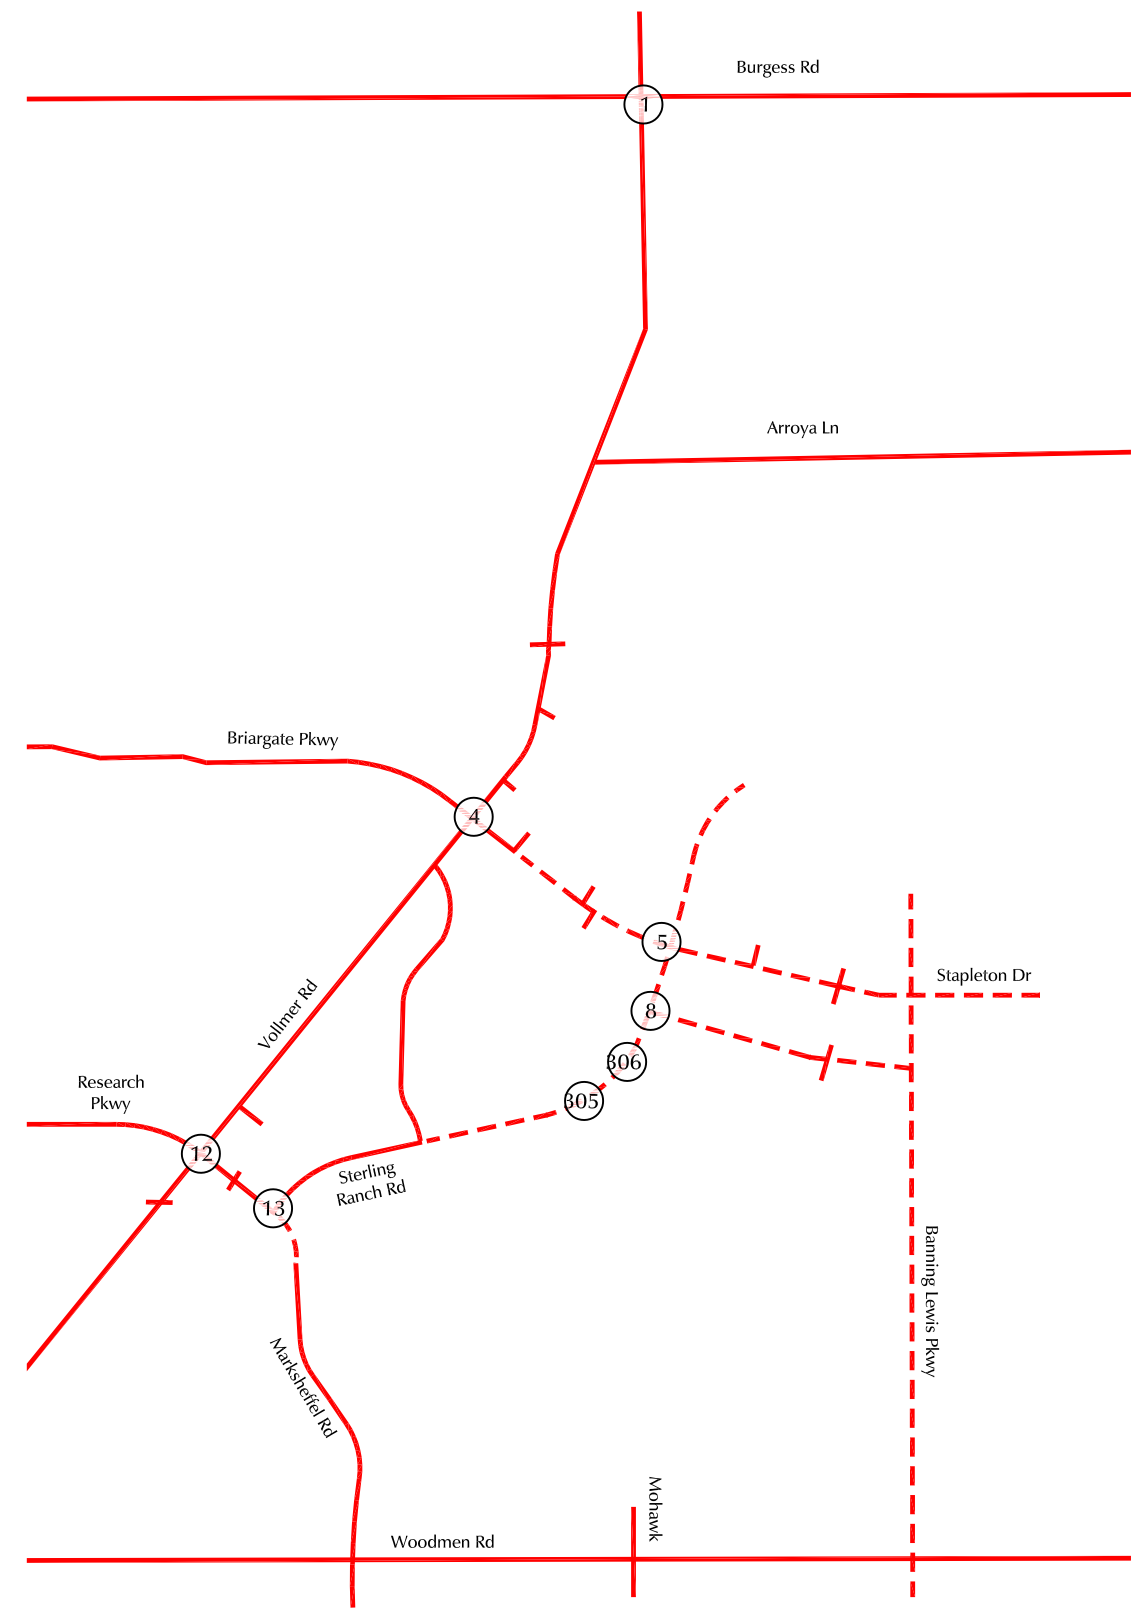 Burgess Rd
1
Arroya Ln
Briargate Pkwy
4
5
Stapleton Dr
Vollmer Rd
8
306
Research
Pkwy
305
12
Sterling
Ranch Rd
13
Banning Lewis Pkwy
Marksheffel Rd
Mohawk
Woodmen Rd